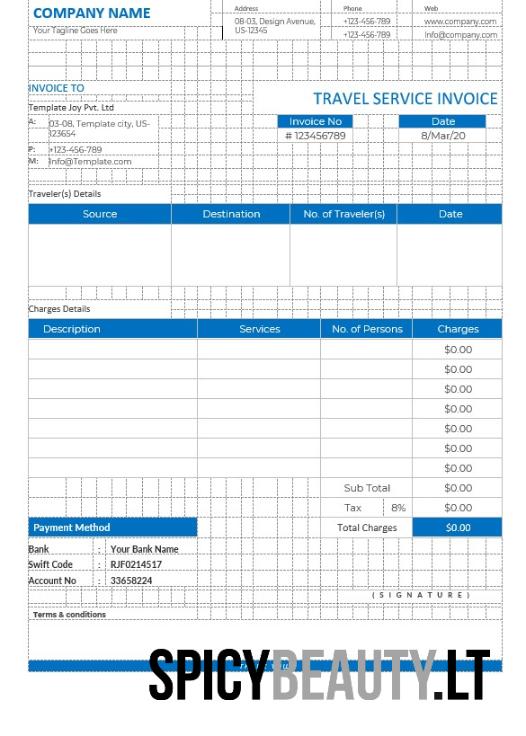 COMPANY NAME
Your Tagline Goes Here
Address
08-03, Design Avenue,
US-12345
Phone
+123-456-789
+123-456-789
Web
www.company.com
Info@company.com
INVOICE TO
Template Joy Pvt. Ltd
A: 03-08, Template city, US-
123654
P: +123-456-789
M: Info@Template.com
TRAVEL SERVICE INVOICE
Invoice No Date
# 123456789 8/Mar/20
Traveler(s) Details
Source Destination No. of Traveler(s) Date
Charges Details
Description Services No. of Persons Charges
$0.00
$0.00
$0.00
$0.00
$0.00
$0.00
$0.00
Sub Total $0.00
Tax 8% $0.00
Payment Method Total Charges $0.00
Bank : Your Bank Name
Swift Code : RJF0214517
Account No : 33658224
(SIGNATURE)
Terms & conditions
SPICYBEAUTY.LT